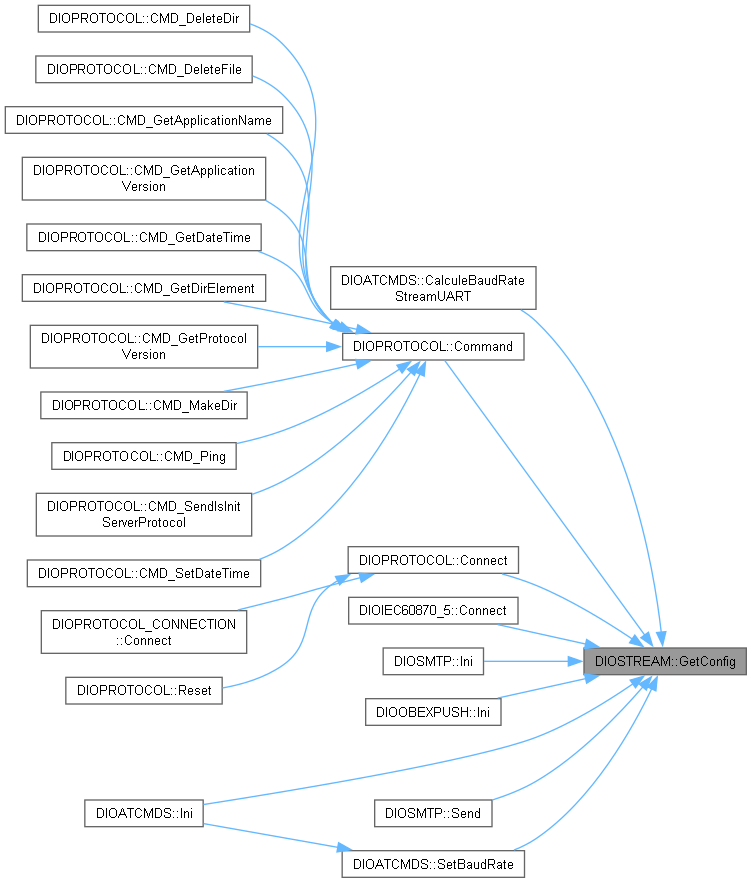 DIOPROTOCOL::CMD_DeleteDir
DIOPROTOCOL::CMD_DeleteFile
DIOPROTOCOL::CMD_GetApplicationName
DIOPROTOCOL::CMD_GetApplication
Version
DIOPROTOCOL::CMD_GetDateTime
DIOPROTOCOL::CMD_GetDirElement
DIOPROTOCOL::CMD_GetProtocol
Version
DIOPROTOCOL::CMD_MakeDir
DIOPROTOCOL::CMD_Ping
DIOPROTOCOL::CMD_SendIsInit
ServerProtocol
DIOPROTOCOL::CMD_SetDateTime
DIOPROTOCOL_CONNECTION
::Connect
DIOPROTOCOL::Reset
DIOATCMDS::Ini
DIOATCMDS::CalculeBaudRate
StreamUART
DIOPROTOCOL::Command
DIOPROTOCOL::Connect
DIOIEC60870_5::Connect
DIOSMTP::Ini
DIOOBEXPUSH::Ini
DIOSMTP::Send
DIOATCMDS::SetBaudRate
DIOSTREAM::GetConfig